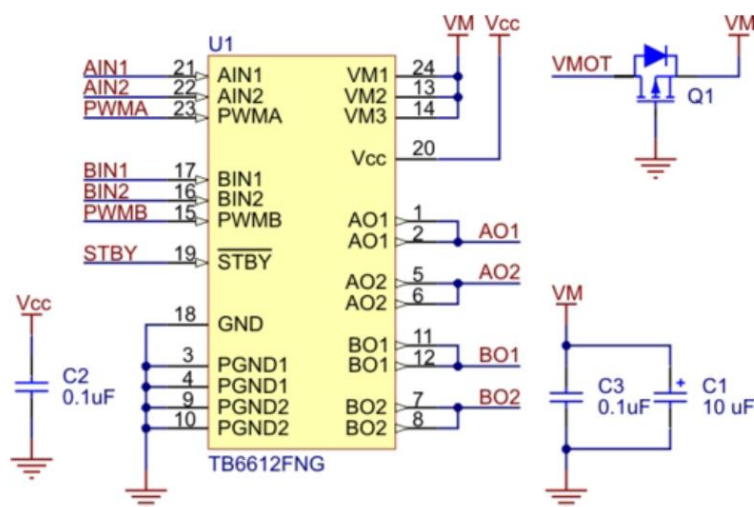 U1
AIN1 21 AIN1
AIN2 22 AIN2
PWMA 23 PWMA
BIN1 17 BIN1
BIN2 16 BIN2
PWMB 15 PWMB
STBY 19 STBY
18 GND
3 PGND1
4 PGND1
9 PGND2
10 PGND2
VM Vcc
VM1 24
VM2 13
VM3 14
Vcc 20
AO1 1
AO1 2 AO1
AO2 5 AO2
AO2 6
BO1 11
BO1 12 BO1
BO2 7 BO2
BO2 8
TB6612FNG
VM
VMOT
Q1
Vcc
C2
0.1uF
VM
C3
0.1uF
+
C1
10 uF